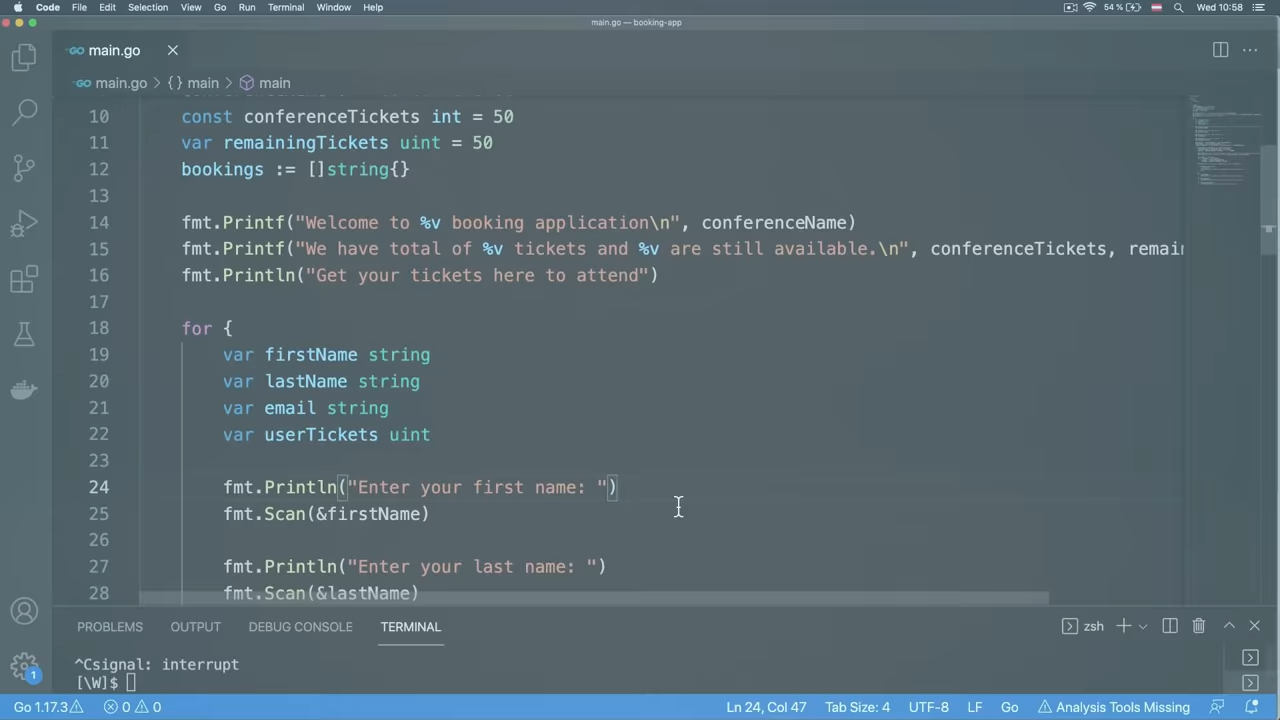 Code File Edit Selection View Go Run Terminal Window Help 54 % Wed 10:58
main.go — booking-app
main.go
main.go > {} main > main
10 const conferenceTickets int = 50
11 var remainingTickets uint = 50
12 bookings := []string{}
13
14 fmt.Printf("Welcome to %v booking application\n", conferenceName)
15 fmt.Printf("We have total of %v tickets and %v are still available.\n", conferenceTickets, remain
16 fmt.Println("Get your tickets here to attend")
17
18 for {
19 var firstName string
20 var lastName string
21 var email string
22 var userTickets uint
23
24 fmt.Println("Enter your first name: ")
25 fmt.Scan(&firstName)
26
27 fmt.Println("Enter your last name: ")
28 fmt.Scan(&lastName)
PROBLEMS OUTPUT DEBUG CONSOLE TERMINAL zsh
^Csignal: interrupt
[\W]$
1
Go 1.17.3 0 0 Ln 24, Col 47 Tab Size: 4 UTF-8 LF Go Analysis Tools Missing